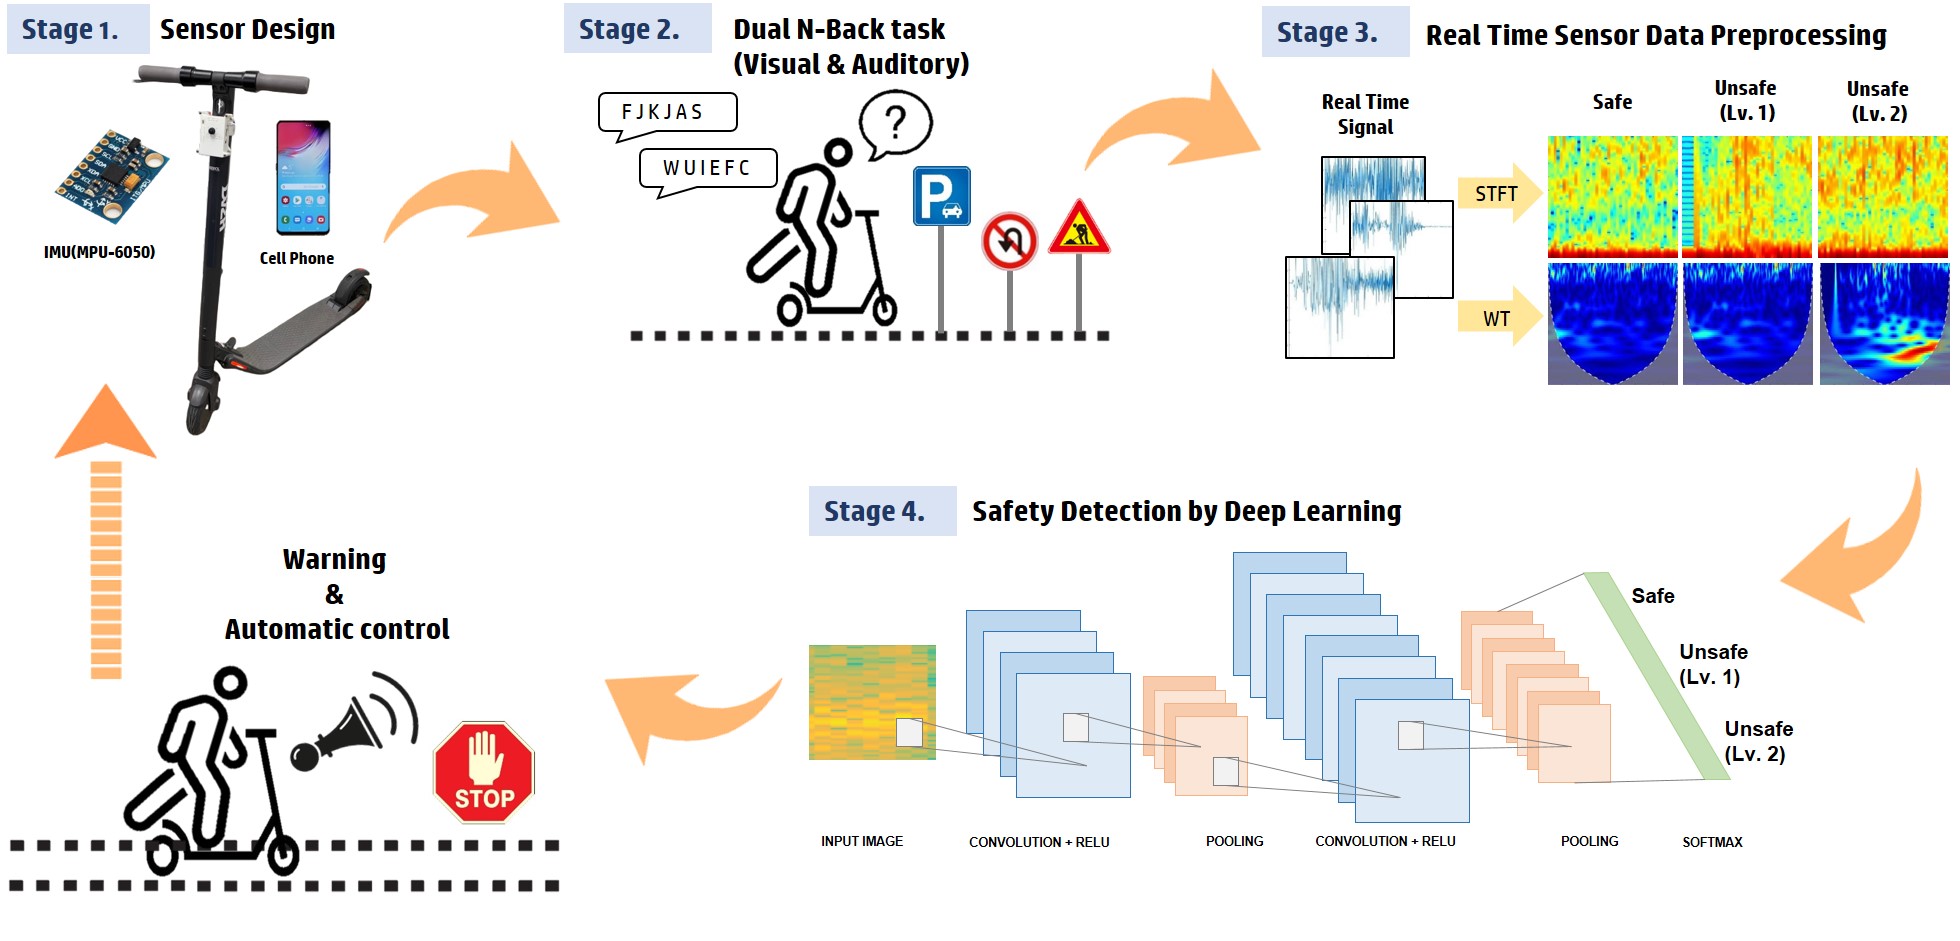 Stage 1.
Sensor Design
IMU(MPU-6050)
Cell Phone
Stage 2.
Dual N-Back task
(Visual & Auditory)
FJKJAS
WUIEFC
?
P
Stage 3.
Real Time Sensor Data Preprocessing
Real Time
Signal
Safe
Unsafe
(Lv. 1)
Unsafe
(Lv. 2)
STFT
WT
Stage 4.
Safety Detection by Deep Learning
Safe
Unsafe
(Lv. 1)
Unsafe
(Lv. 2)
INPUT IMAGE
CONVOLUTION + RELU
POOLING
CONVOLUTION + RELU
POOLING
SOFTMAX
Warning
&
Automatic control
STOP